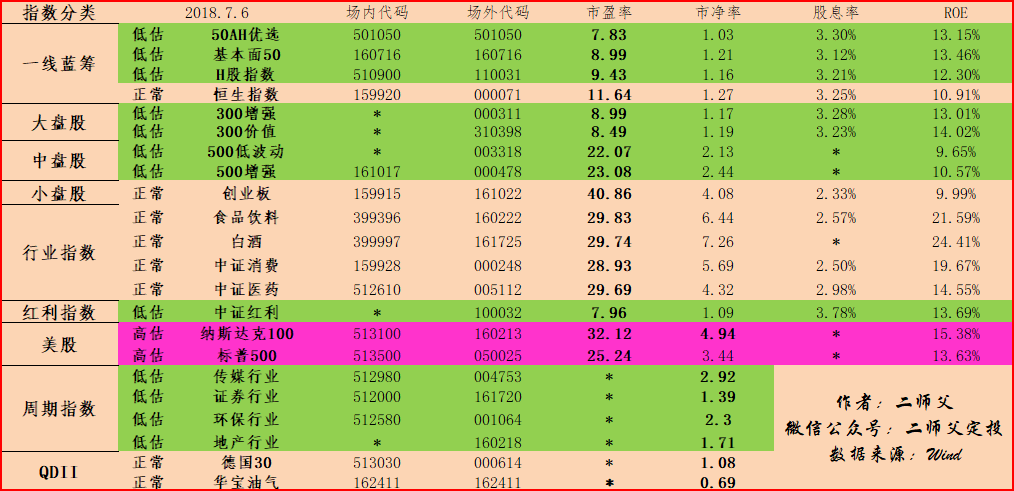 指数分类 2018.7.6 场内代码 场外代码 市盈率 市净率 股息率 ROE
一线蓝筹
低估 50AH优选 501050 501050 7.83 1.03 3.30% 13.15%
低估 基本面50 160716 160716 8.99 1.21 3.12% 13.46%
低估 H股指数 510900 110031 9.43 1.16 3.21% 12.30%
正常 恒生指数 159920 000071 11.64 1.27 3.25% 10.91%
大盘股
低估 300增强 * 000311 8.99 1.17 3.28% 13.01%
低估 300价值 * 310398 8.49 1.19 3.23% 14.02%
中盘股
低估 500低波动 * 003318 22.07 2.13 * 9.65%
低估 500增强 161017 000478 23.08 2.44 * 10.57%
小盘股 正常 创业板 159915 161022 40.86 4.08 2.33% 9.99%
行业指数
正常 食品饮料 399396 160222 29.83 6.44 2.57% 21.59%
正常 白酒 399997 161725 29.74 7.26 * 24.41%
正常 中证消费 159928 000248 28.93 5.69 2.50% 19.67%
正常 中证医药 512610 005112 29.69 4.32 2.98% 14.55%
红利指数 低估 中证红利 * 100032 7.96 1.09 3.78% 13.69%
美股
高估 纳斯达克100 513100 160213 32.12 4.94 * 15.38%
高估 标普500 513500 050025 25.24 3.44 * 13.63%
周期指数
低估 传媒行业 512980 004753 * 2.92
低估 证券行业 512000 161720 * 1.39
低估 环保行业 512580 001064 * 2.3
低估 地产行业 * 160218 * 1.71
QDII
正常 德国30 513030 000614 * 1.08
正常 华宝油气 162411 162411 * 0.69
作者：二师父
微信公众号：二师父定投
数据来源：Wind